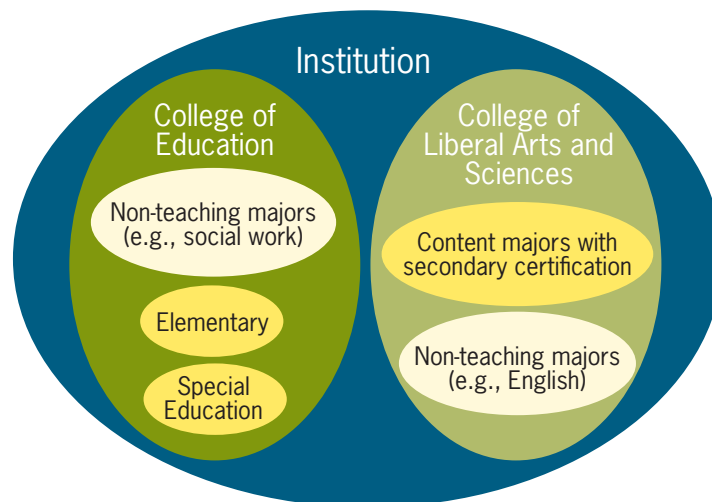 Institution
College of
Education
Non-teaching majors
(e.g., social work)
Elementary
Special
Education
College of
Liberal Arts and
Sciences
Content majors with
secondary certification
Non-teaching majors
(e.g., English)